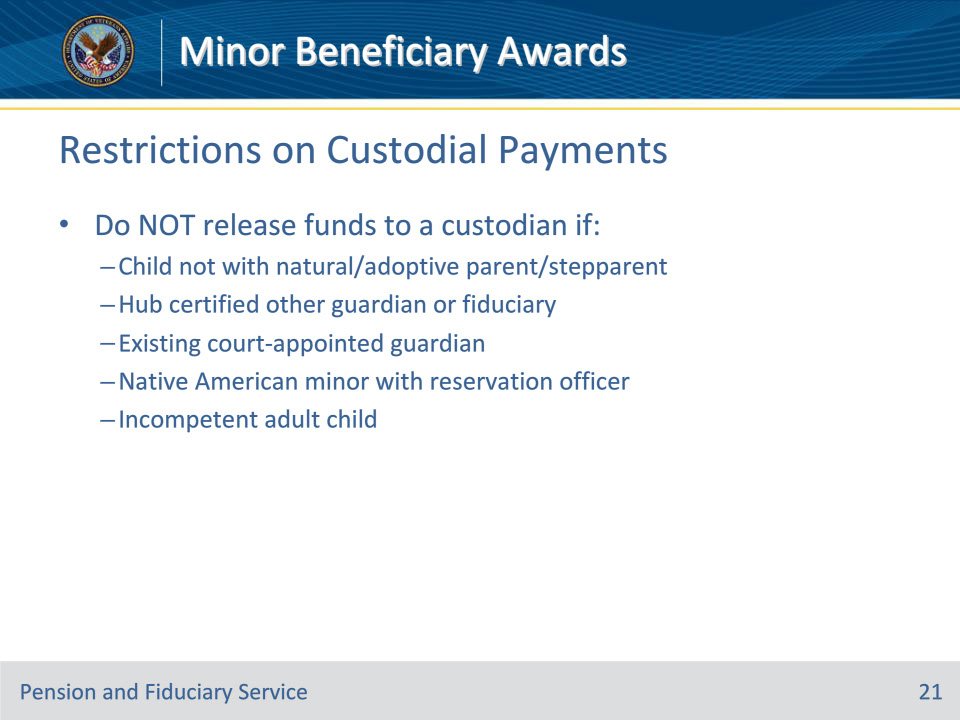 Minor Beneficiary Awards
Restrictions on Custodial Payments
• Do NOT release funds to a custodian if:
–Child not with natural/adoptive parent/stepparent
–Hub certified other guardian or fiduciary
–Existing court-appointed guardian
–Native American minor with reservation officer
–Incompetent adult child
Pension and Fiduciary Service
21